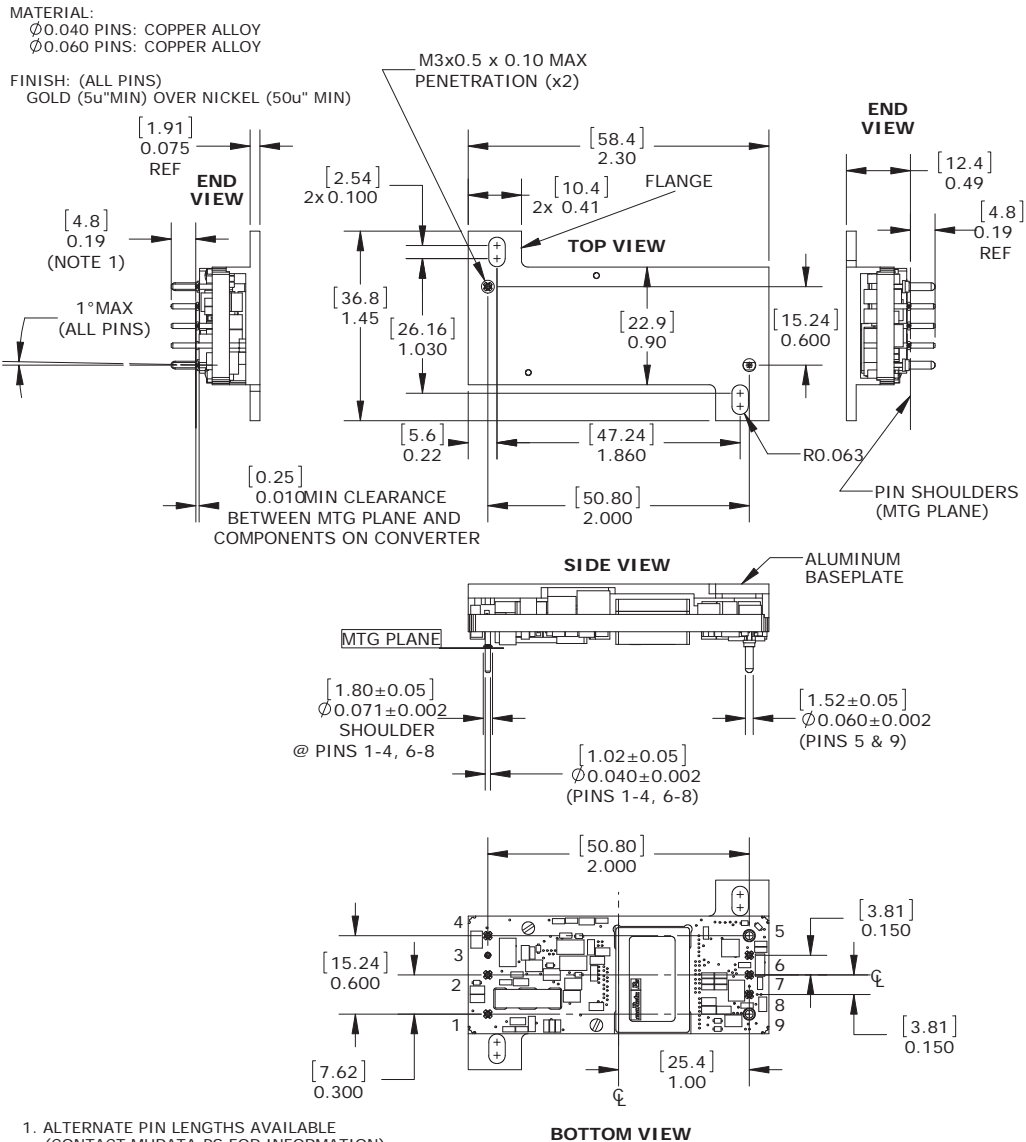 MATERIAL:
∅0.040 PINS: COPPER ALLOY
∅0.060 PINS: COPPER ALLOY
FINISH: (ALL PINS)
GOLD (5u"MIN) OVER NICKEL (50u" MIN)
M3x0.5 x 0.10 MAX
PENETRATION (x2)
[1.91]
0.075
REF
END
VIEW
[4.8]
0.19
(NOTE 1)
1°MAX
(ALL PINS)
[0.25]
0.010MIN CLEARANCE
BETWEEN MTG PLANE AND
COMPONENTS ON CONVERTER
[58.4]
2.30
[2.54]
2x 0.100
[10.4]
2x 0.41
FLANGE
TOP VIEW
[36.8]
1.45
[26.16]
1.030
[22.9]
0.90
[15.24]
0.600
[5.6]
0.22
[47.24]
1.860
R0.063
[50.80]
2.000
END
VIEW
[12.4]
0.49
[4.8]
0.19
REF
PIN SHOULDERS
(MTG PLANE)
SIDE VIEW
ALUMINUM
BASEPLATE
MTG PLANE
[1.80±0.05]
∅0.071±0.002
SHOULDER
@ PINS 1-4, 6-8
[1.02±0.05]
∅0.040±0.002
(PINS 1-4, 6-8)
[1.52±0.05]
∅0.060±0.002
(PINS 5 & 9)
[50.80]
2.000
4
3
2
1
5
6
7
8
9
[15.24]
0.600
[7.62]
0.300
[3.81]
0.150
℄
[3.81]
0.150
[25.4]
1.00
℄
1. ALTERNATE PIN LENGTHS AVAILABLE
(CONTACT MURATA PS FOR INFORMATION)
BOTTOM VIEW